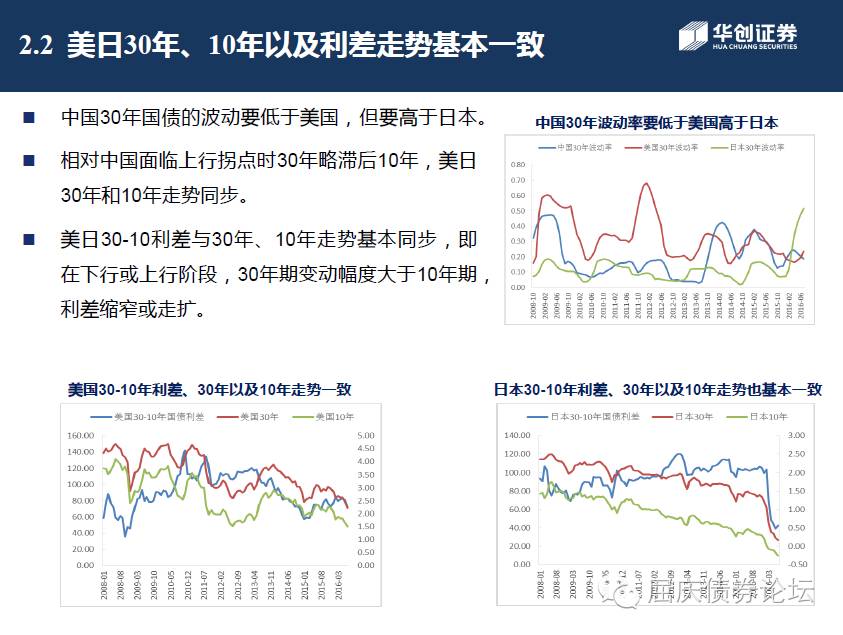 2.2 美日30年、10年以及利差走势基本一致
华创证券
HUA CHUANG SECURITIES
中国30年国债的波动要低于美国，但要高于日本。
相对中国面临上行拐点时30年略滞后10年，美日
30年和10年走势同步。
美日30-10利差与30年、10年走势基本同步，即
在下行或上行阶段，30年期变动幅度大于10年期，
利差缩窄或走扩。
中国30年波动率要低于美国高于日本
中国30年波动率 美国30年波动率 日本30年波动率
0.80
0.70
0.60
0.50
0.40
0.30
0.20
0.10
0.00
2008-10 2009-02 2009-06 2009-10 2010-02 2010-06 2010-10 2011-02 2011-06 2011-10 2012-02 2012-06 2012-10 2013-02 2013-06 2013-10 2014-02 2014-06 2014-10 2015-02 2015-06 2015-10 2016-02 2016-06
美国30-10年利差、30年以及10年走势一致
美国30-10年国债利差 美国30年 美国10年
160.00 5.00
140.00 4.50
120.00 4.00
100.00 3.50
80.00 3.00
60.00 2.50
40.00 2.00
20.00 1.50
0.00 1.00
0.50
0.00
2008-01 2008-08 2009-03 2009-10 2010-05 2010-12 2011-07 2012-02 2012-09 2013-04 2013-11 2014-06 2015-01 2015-08 2016-03
日本30-10年利差、30年以及10年走势也基本一致
日本30-10年国债利差 日本30年 日本10年
140.00 3.00
120.00 2.50
100.00 2.00
80.00 1.50
60.00 1.00
40.00 0.50
20.00 0.00
0.00 -0.50
2008-01 2008-08 2009-03 2009-10
屈庆债券论坛